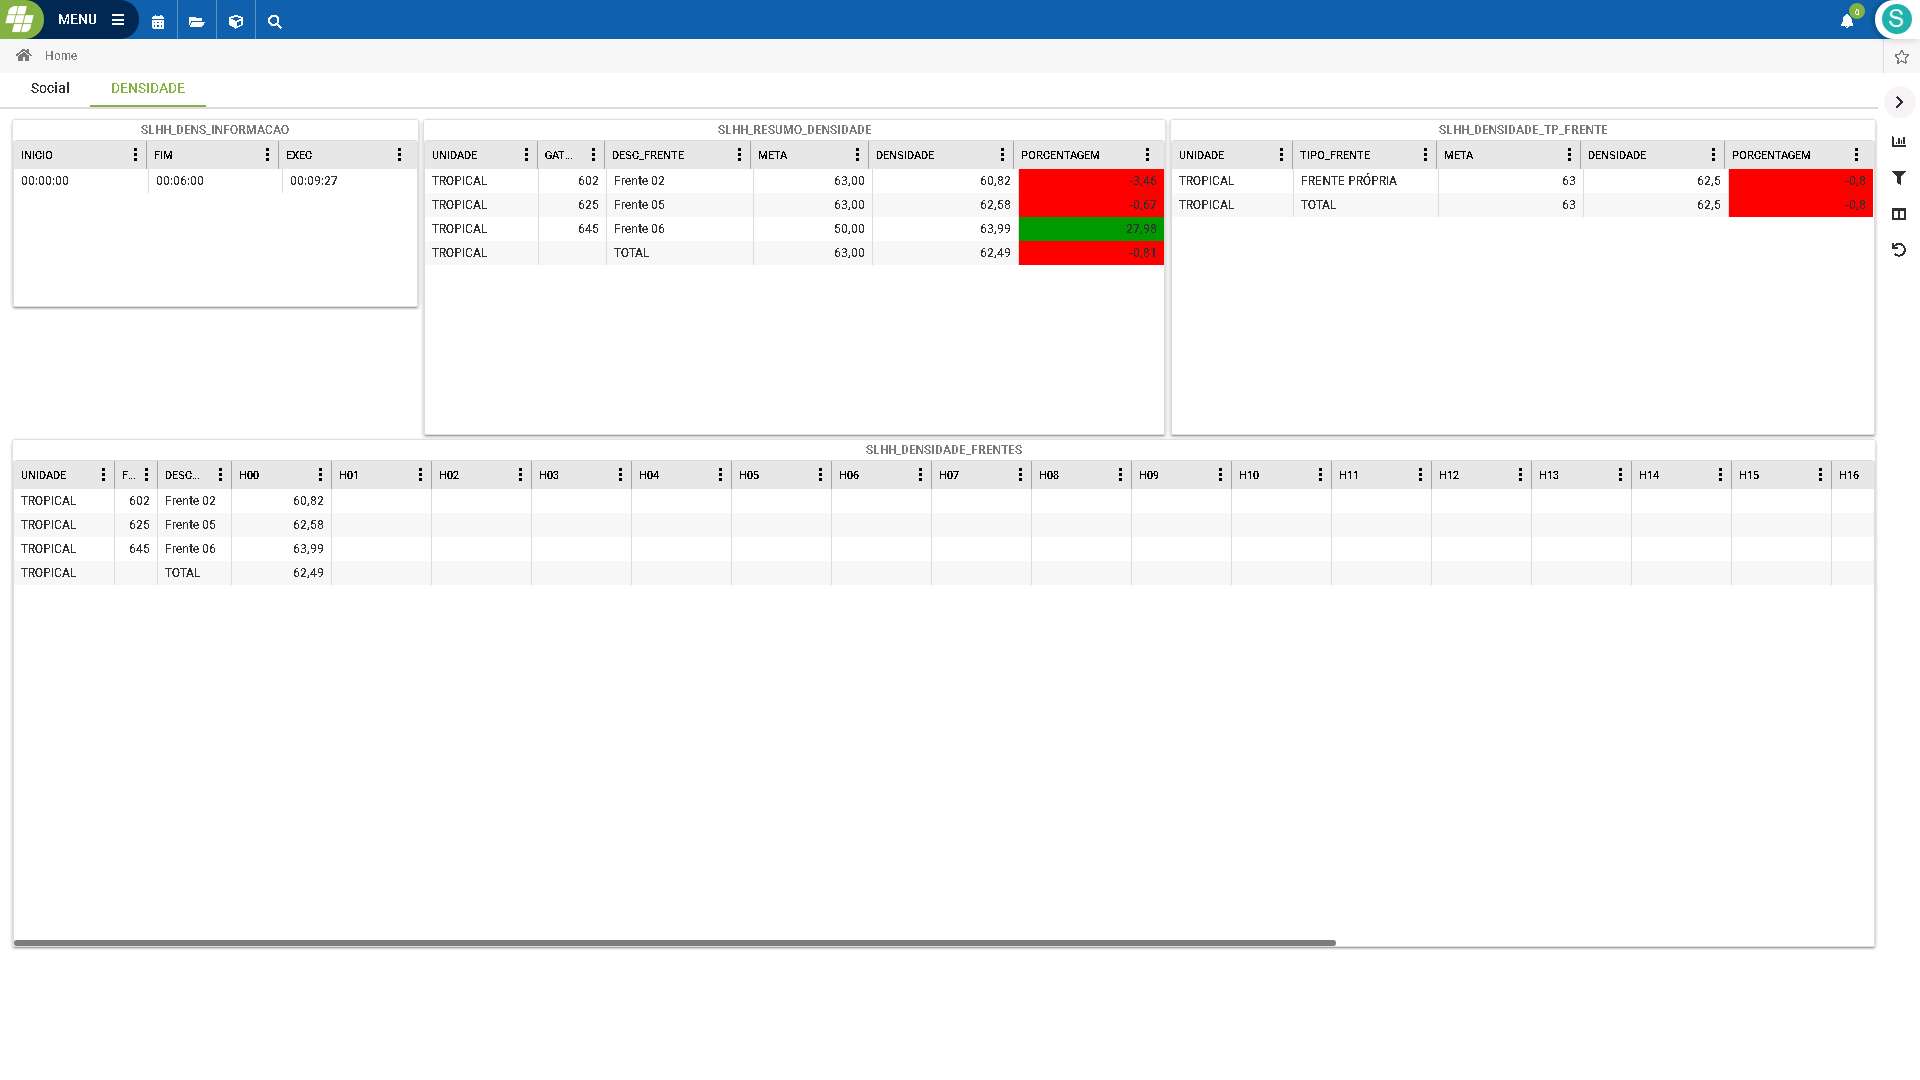 MENU
0
S
Home
Social DENSIDADE
SLHH_DENS_INFORMACAO
INICIO FIM EXEC
00:00:00 00:06:00 00:09:27
SLHH_RESUMO_DENSIDADE
UNIDADE GAT... DESC_FRENTE META DENSIDADE PORCENTAGEM
TROPICAL 602 Frente 02 63,00 60,82 -3,46
TROPICAL 625 Frente 05 63,00 62,58 -0,67
TROPICAL 645 Frente 06 50,00 63,99 27,98
TROPICAL TOTAL 63,00 62,49 -0,81
SLHH_DENSIDADE_TP_FRENTE
UNIDADE TIPO_FRENTE META DENSIDADE PORCENTAGEM
TROPICAL FRENTE PRÓPRIA 63 62,5 -0,8
TROPICAL TOTAL 63 62,5 -0,8
SLHH_DENSIDADE_FRENTES
UNIDADE F... DESC... H00 H01 H02 H03 H04 H05 H06 H07 H08 H09 H10 H11 H12 H13 H14 H15 H16
TROPICAL 602 Frente 02 60,82
TROPICAL 625 Frente 05 62,58
TROPICAL 645 Frente 06 63,99
TROPICAL TOTAL 62,49